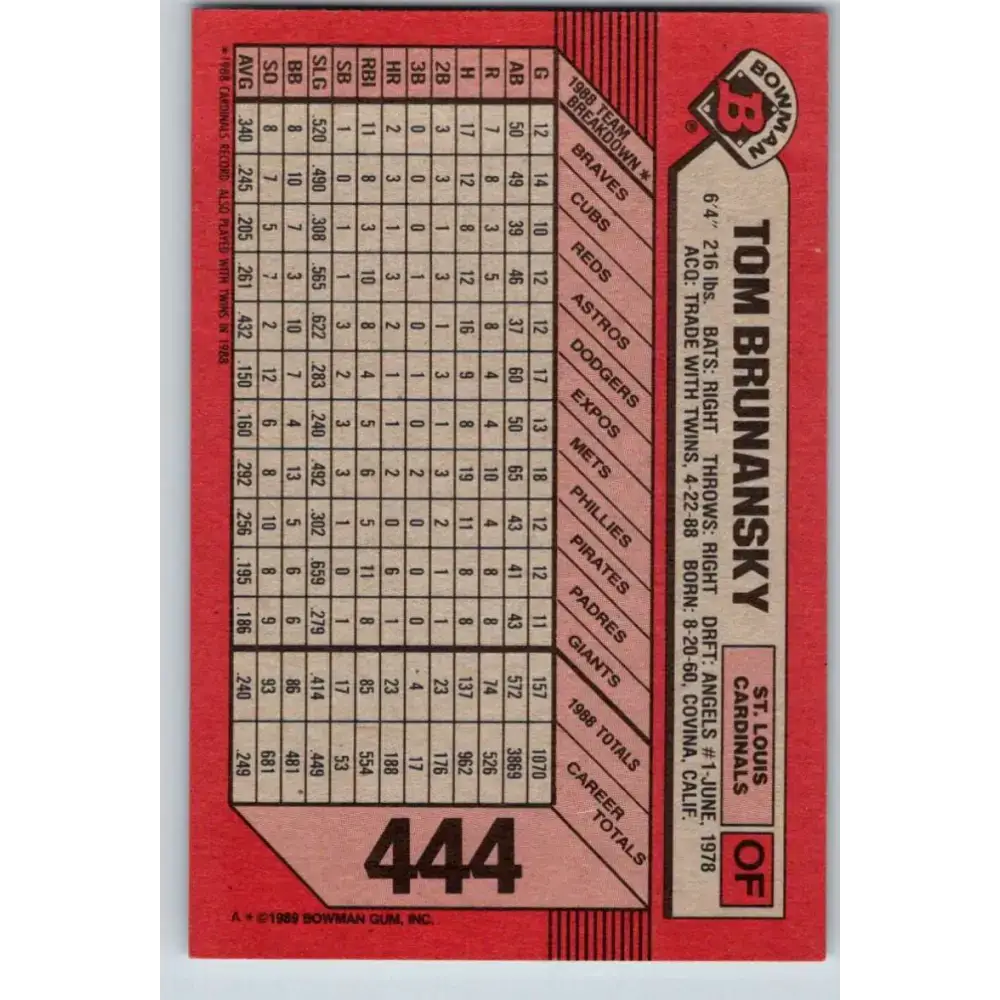 BOWMAN
B
®
TOM BRUNANSKY
ST. LOUIS
CARDINALS
OF
6'4" 216 lbs. BATS: RIGHT THROWS: RIGHT DRFT: ANGELS #1-JUNE, 1978
ACQ: TRADE WITH TWINS, 4-22-88 BORN: 8-20-60, COVINA, CALIF.
1988 TEAM BREAKDOWN * BRAVES CUBS REDS ASTROS DODGERS EXPOS METS PHILLIES PIRATES PADRES GIANTS 1988 TOTALS CAREER TOTALS
G 12 14 10 12 12 17 13 18 12 12 11 157 1070
AB 50 49 39 46 37 60 50 65 43 41 43 572 3869
R 7 8 3 5 8 4 4 10 4 8 8 74 526
H 17 12 8 12 16 9 8 19 11 8 8 137 962
2B 3 3 1 3 1 3 1 3 2 1 1 23 176
3B 0 0 0 1 0 1 0 2 0 0 0 4 17
HR 2 3 1 3 2 1 1 2 0 6 1 23 188
RBI 11 8 3 10 8 4 5 6 5 11 8 85 554
SB 1 0 1 1 3 2 3 3 1 0 1 17 53
SLG .520 .490 .308 .565 .622 .283 .240 .492 .302 .659 .279 .414 .449
BB 8 10 7 3 10 7 4 13 5 6 6 86 481
SO 8 7 5 7 2 12 6 8 10 8 9 93 681
AVG .340 .245 .205 .261 .432 .150 .160 .292 .256 .195 .186 .240 .249
* 1988 CARDINALS RECORD. ALSO PLAYED WITH TWINS IN 1988
444
A * ©1989 BOWMAN GUM, INC.